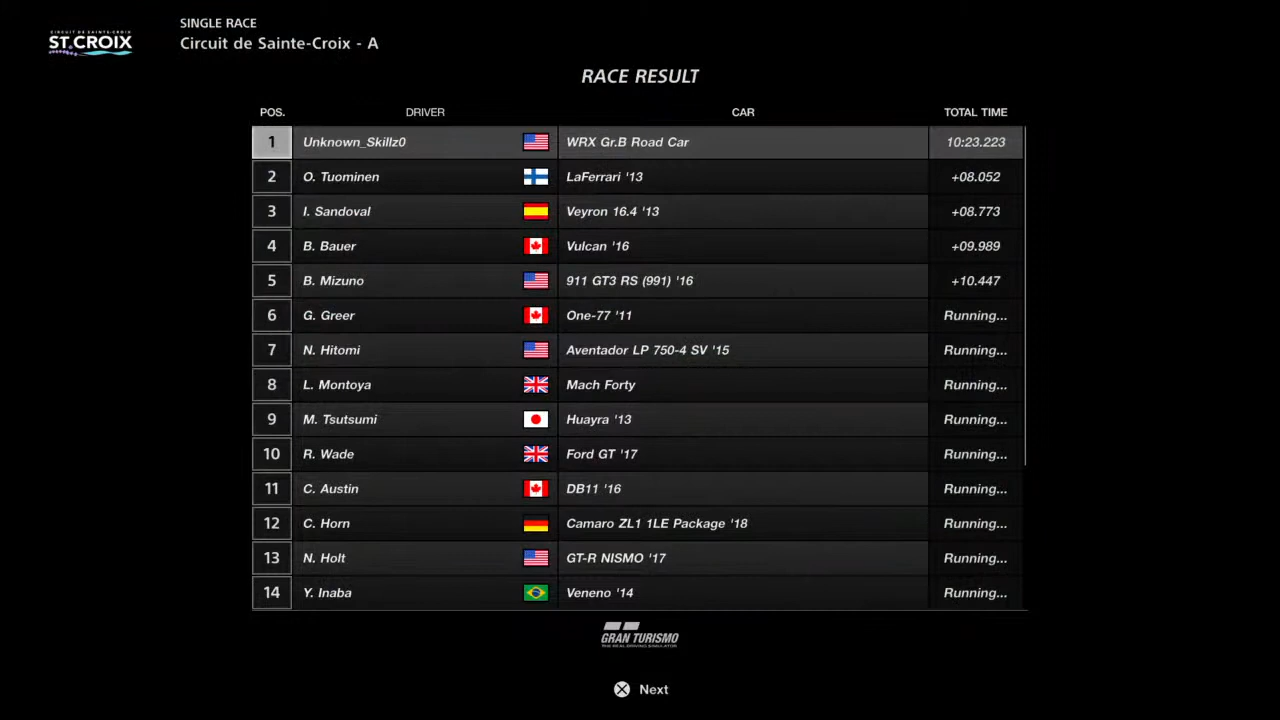 CIRCUIT DE SAINTE-CROIX
ST.CROIX
SINGLE RACE
Circuit de Sainte-Croix - A
RACE RESULT
POS. DRIVER CAR TOTAL TIME
1 Unknown_Skillz0 WRX Gr.B Road Car 10:23.223
2 O. Tuominen LaFerrari '13 +08.052
3 I. Sandoval Veyron 16.4 '13 +08.773
4 B. Bauer Vulcan '16 +09.989
5 B. Mizuno 911 GT3 RS (991) '16 +10.447
6 G. Greer One-77 '11 Running...
7 N. Hitomi Aventador LP 750-4 SV '15 Running...
8 L. Montoya Mach Forty Running...
9 M. Tsutsumi Huayra '13 Running...
10 R. Wade Ford GT '17 Running...
11 C. Austin DB11 '16 Running...
12 C. Horn Camaro ZL1 1LE Package '18 Running...
13 N. Holt GT-R NISMO '17 Running...
14 Y. Inaba Veneno '14 Running...
GRAN TURISMO
THE REAL DRIVING SIMULATOR
Next